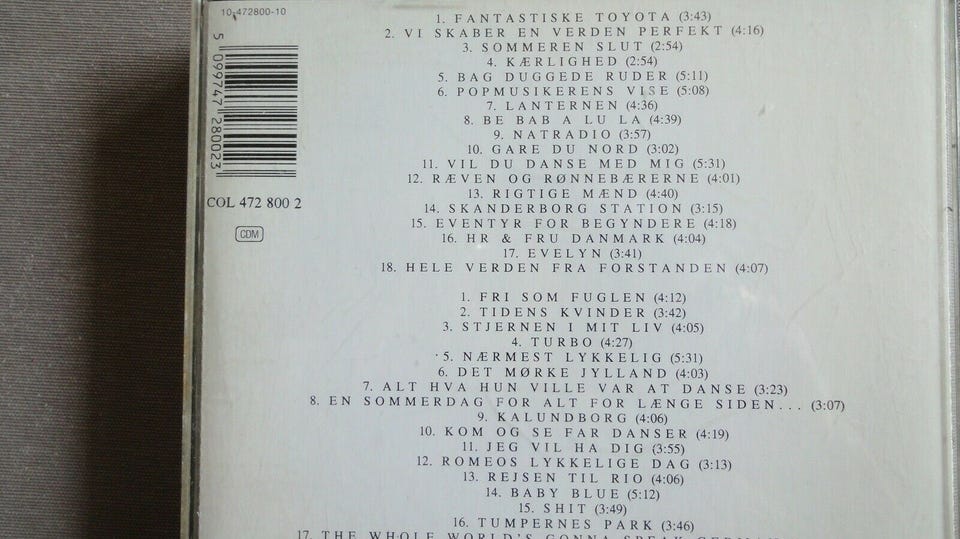 10-472800-10
5 099747 280023
COL 472 800 2
CDM
1. FANTASTISKE TOYOTA (3:43)
2. VI SKABER EN VERDEN PERFEKT (4:16)
3. SOMMEREN SLUT (2:54)
4. KÆRLIGHED (2:54)
5. BAG DUGGEDE RUDER (5:11)
6. POPMUSIKERENS VISE (5:08)
7. LANTERNEN (4:36)
8. BE BAB A LU LA (4:39)
9. NATRADIO (3:57)
10. GARE DU NORD (3:02)
11. VIL DU DANSE MED MIG (5:31)
12. RÆVEN OG RØNNEBÆRERNE (4:01)
13. RIGTIGE MÆND (4:40)
14. SKANDERBORG STATION (3:15)
15. EVENTYR FOR BEGYNDERE (4:18)
16. HR & FRU DANMARK (4:04)
17. EVELYN (3:41)
18. HELE VERDEN FRA FORSTANDEN (4:07)
1. FRI SOM FUGLEN (4:12)
2. TIDENS KVINDER (3:42)
3. STJERNEN I MIT LIV (4:05)
4. TURBO (4:27)
5. NÆRMEST LYKKELIG (5:31)
6. DET MØRKE JYLLAND (4:03)
7. ALT HVA HUN VILLE VAR AT DANSE (3:23)
8. EN SOMMERDAG FOR ALT FOR LÆNGE SIDEN... (3:07)
9. KALUNDBORG (4:06)
10. KOM OG SE FAR DANSER (4:19)
11. JEG VIL HA DIG (3:55)
12. ROMEOS LYKKELIGE DAG (3:13)
13. REJSEN TIL RIO (4:06)
14. BABY BLUE (5:12)
15. SHIT (3:49)
16. TUMPERNES PARK (3:46)
17. THE WHOLE WORLD'S GONNA SPEAK